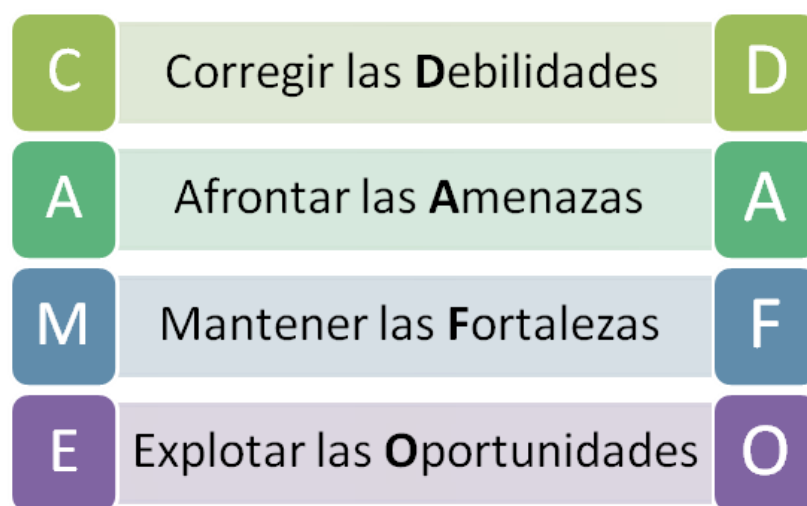 C Corregir las Debilidades D
A Afrontar las Amenazas A
M Mantener las Fortalezas F
E Explotar las Oportunidades O